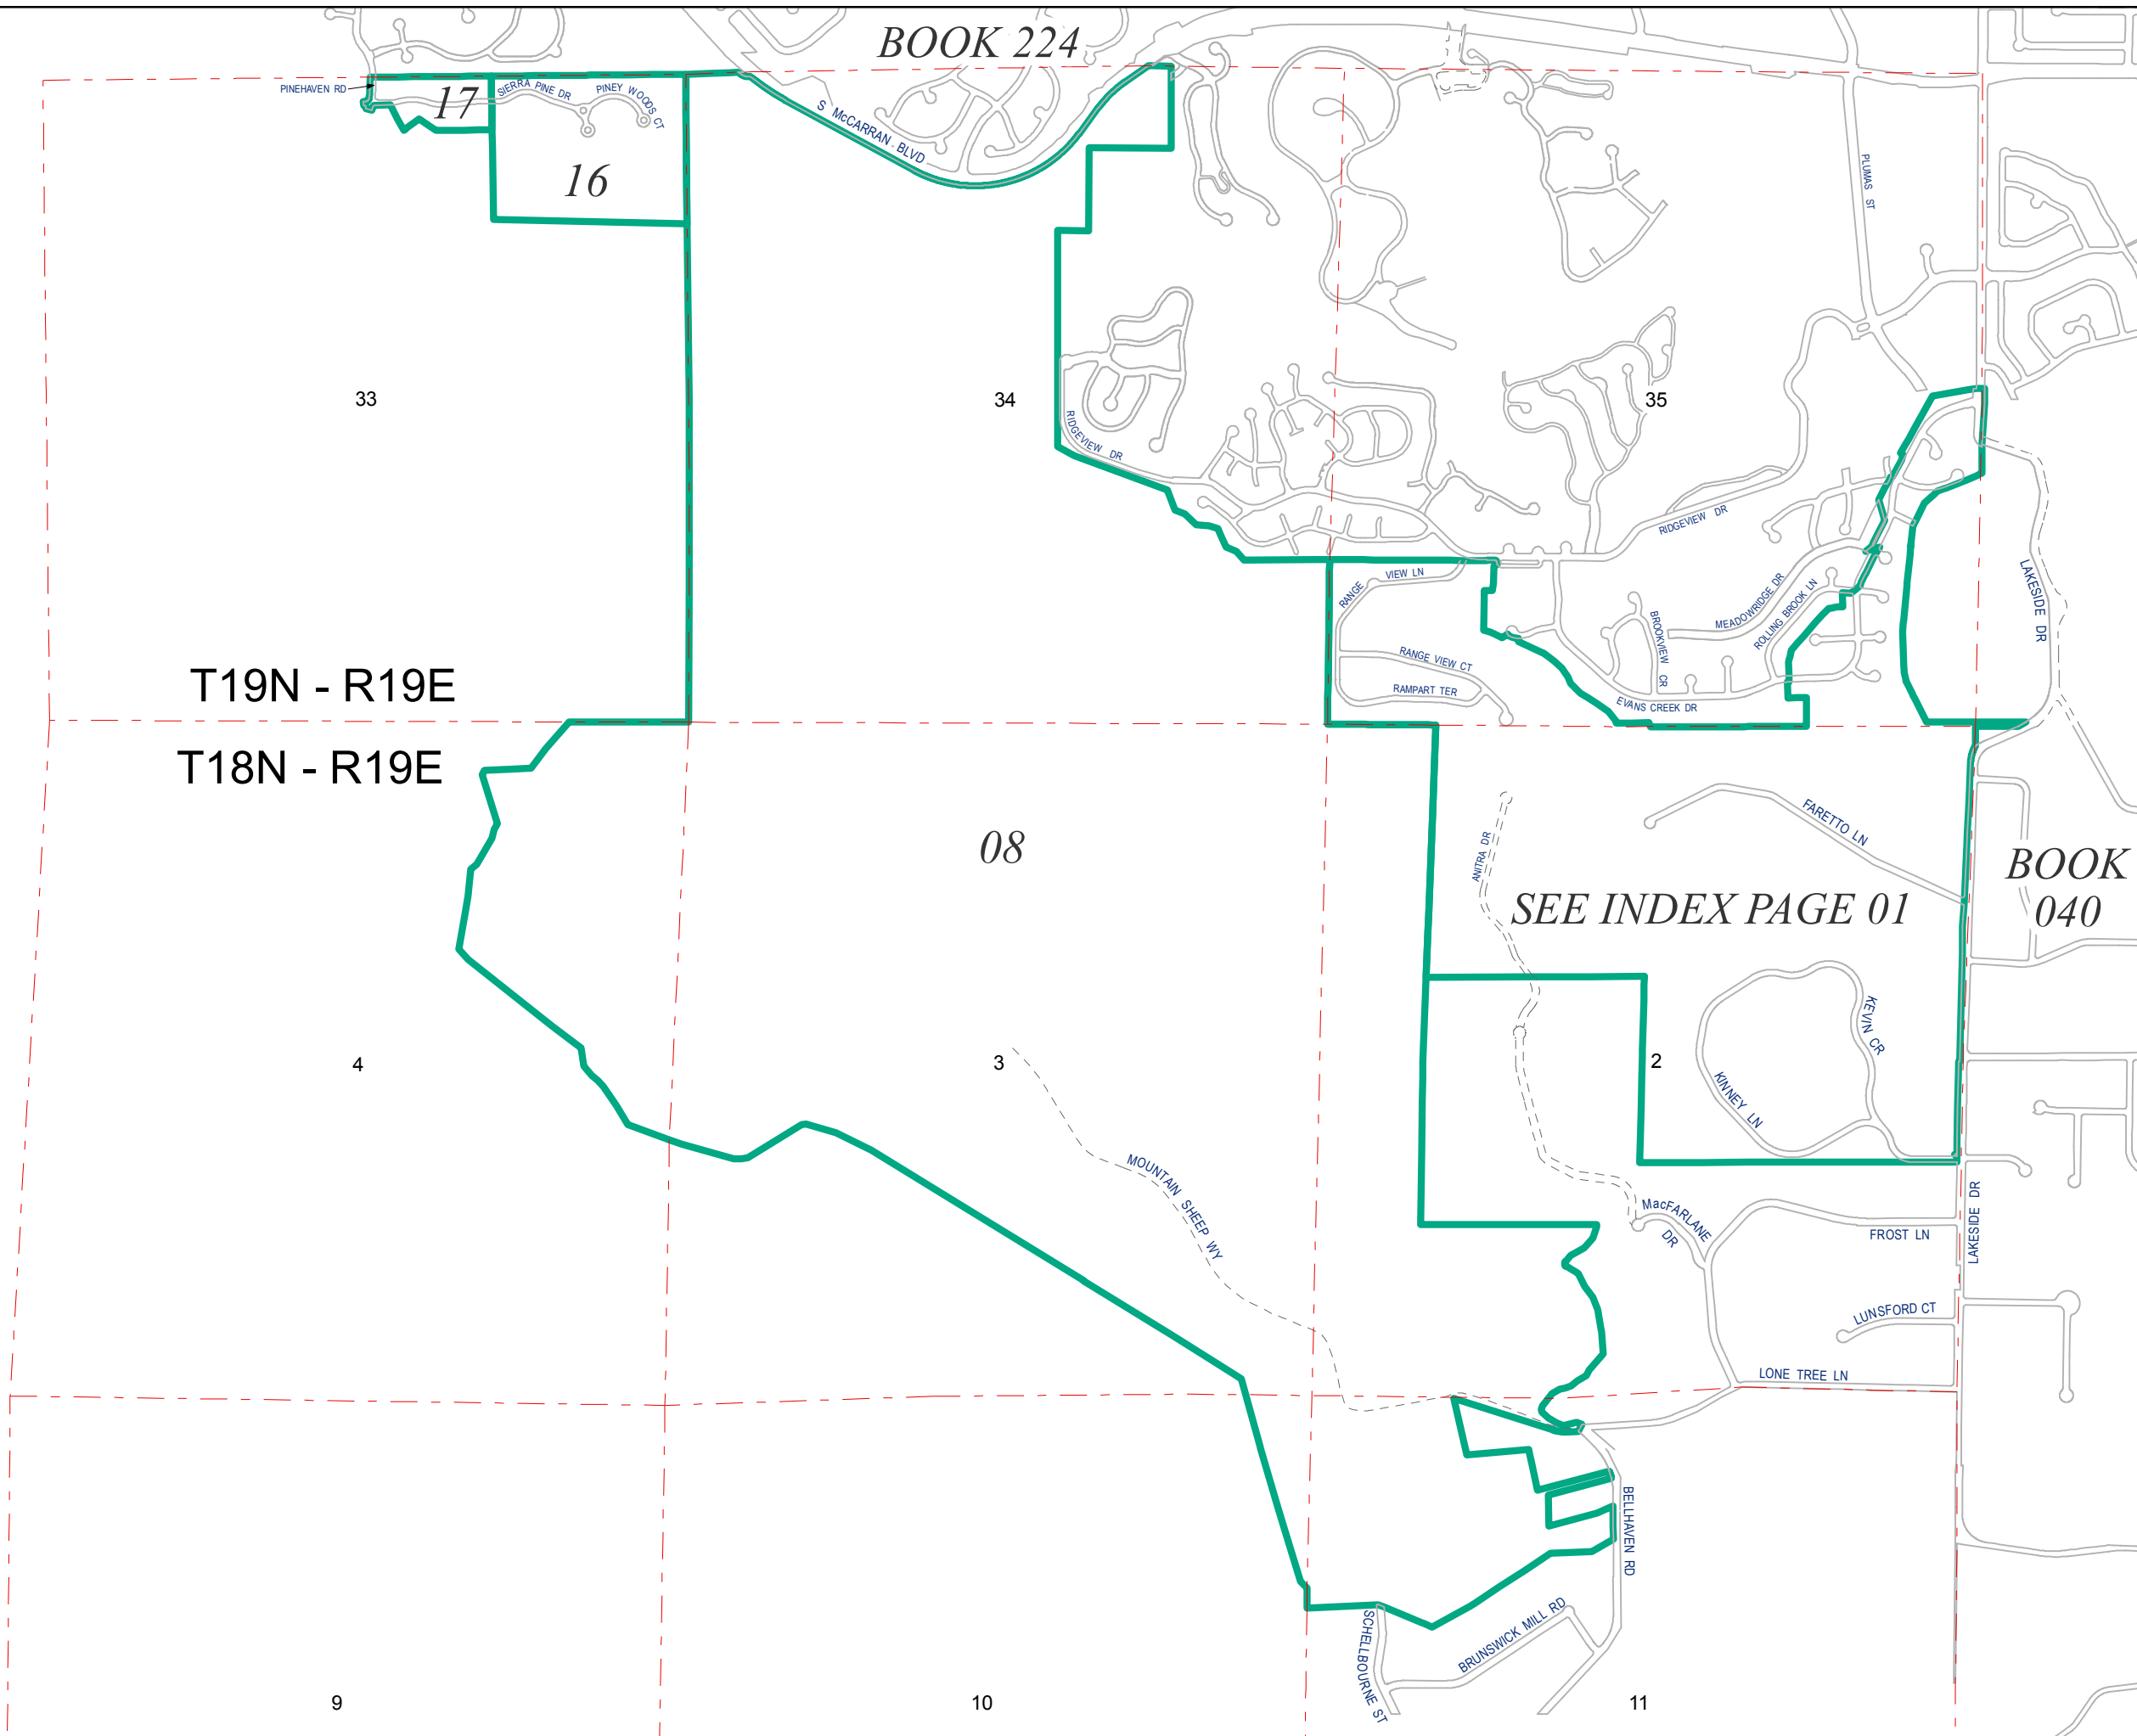 BOOK 224
PINEHAVEN RD
17
SIERRA PINE DR
PINEY WOODS CT
S McCARRAN BLVD
16
PLUMAS ST
33
34
35
RIDGEVIEW DR
RIDGEVIEW DR
LAKESIDE DR
RANGE VIEW LN
MEADOWRIDGE DR
ROLLING BROOK LN
BROOKVIEW CR
RANGE VIEW CT
RAMPART TER
EVANS CREEK DR
T19N - R19E
T18N - R19E
08
ANITRA DR
FARETTO LN
SEE INDEX PAGE 01
BOOK
040
KEVIN CR
KINNEY LN
4
3
2
MOUNTAIN SHEEP WY
MacFARLANE
DR
FROST LN
LAKESIDE DR
LUNSFORD CT
LONE TREE LN
BELLHAVEN RD
SCHELLBOURNE ST
BRUNSWICK MILL RD
9
10
11